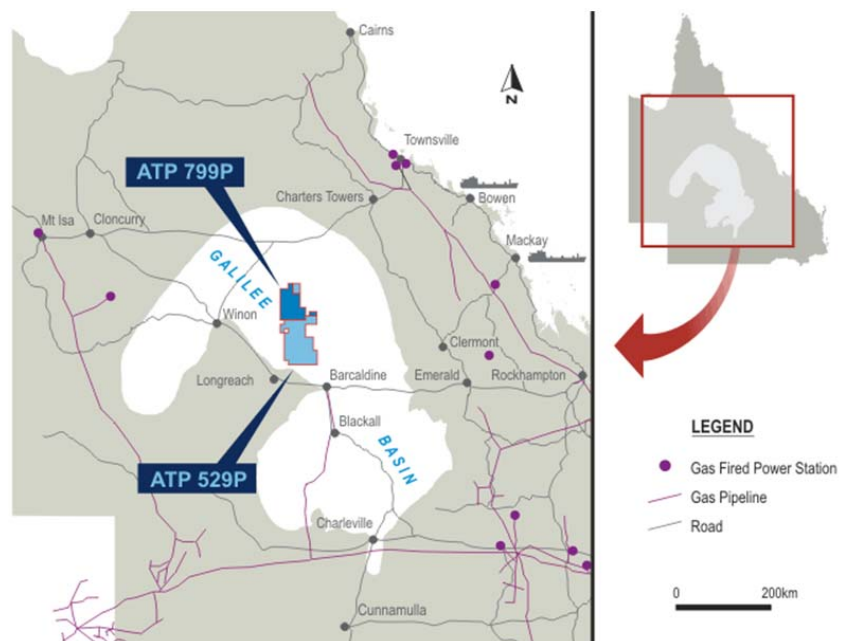 Cairns
N
Townsville
ATP 799P
Charters Towers
Bowen
Mt Isa
Cloncurry
Mackay
GALILEE
Winon
Clermont
Longreach
Barcaldine
Emerald
Rockhampton
Blackall
BASIN
ATP 529P
Charleville
Cunnamulla
LEGEND
Gas Fired Power Station
Gas Pipeline
Road
0 200km